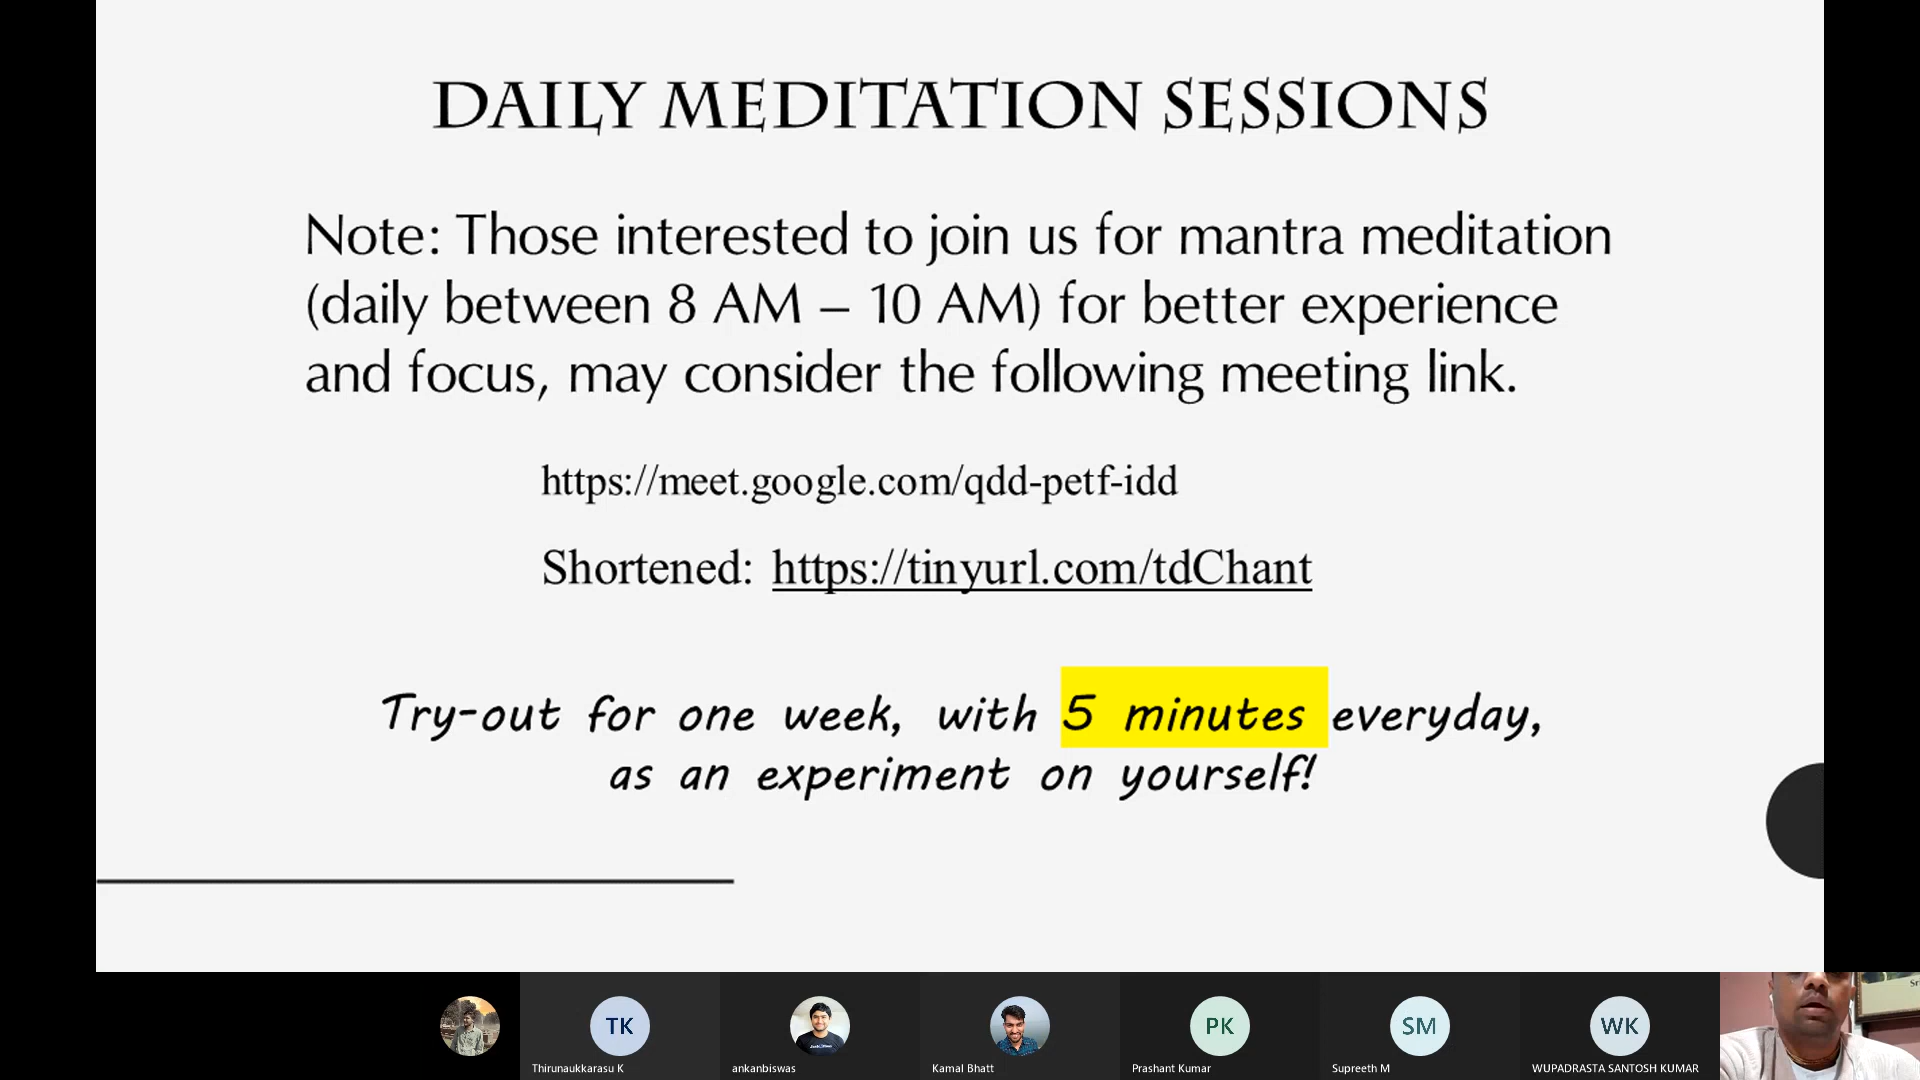 DAILY MEDITATION SESSIONS
Note: Those interested to join us for mantra meditation
(daily between 8 AM – 10 AM) for better experience
and focus, may consider the following meeting link.
https://meet.google.com/qdd-petf-idd
Shortened: https://tinyurl.com/tdChant
Try-out for one week, with 5 minutes everyday,
as an experiment on yourself!
TK
PK
SM
WK
Thirunaukkarasu K
ankanbiswas
Kamal Bhatt
Prashant Kumar
Supreeth M
WUPADRASTA SANTOSH KUMAR